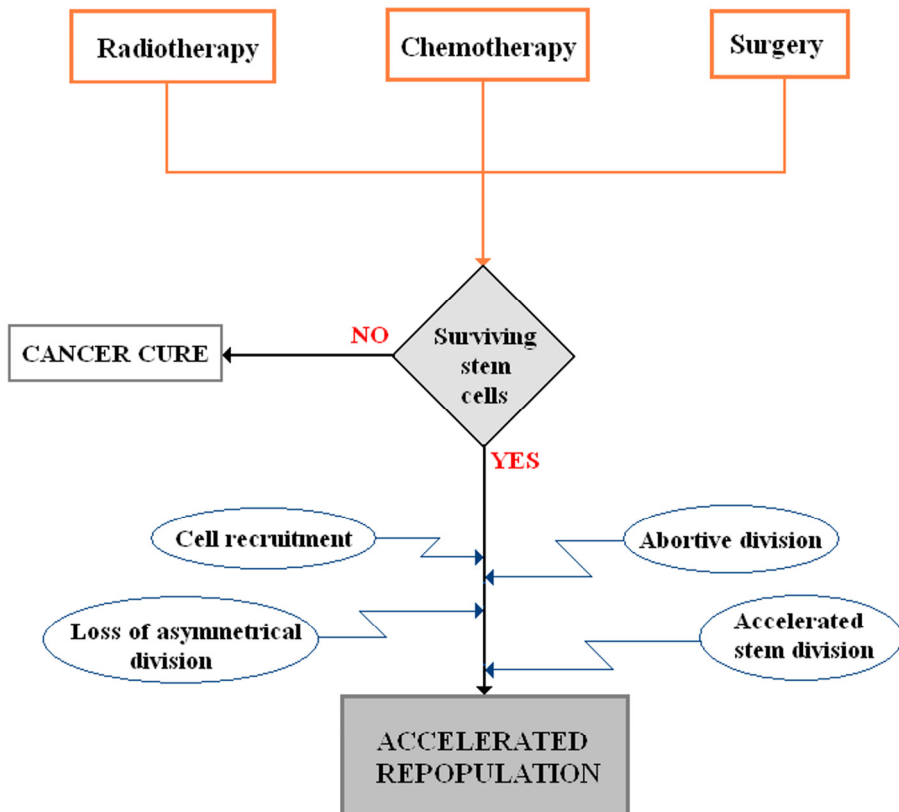 Radiotherapy
Chemotherapy
Surgery
Surviving
stem
cells
NO
CANCER CURE
YES
Cell recruitment
Abortive division
Loss of asymmetrical
division
Accelerated
stem division
ACCELERATED
REPOPULATION